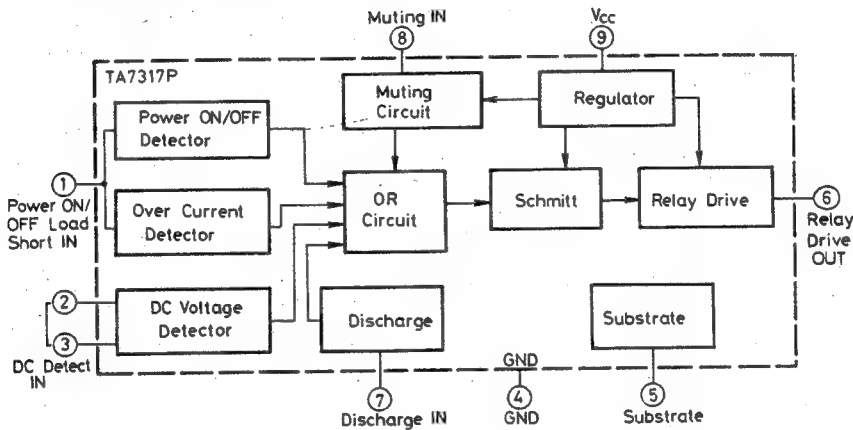 Muting IN
8
Vcc
9
TA7317P
Power ON/OFF
Detector
Muting
Circuit
Regulator
1
Power ON/
OFF Load
Short IN
Over Current
Detector
OR
Circuit
Schmitt
Relay Drive
6
Relay
Drive
OUT
2
3
DC Detect
IN
DC Voltage
Detector
Discharge
Substrate
GND
7
Discharge IN
4
GND
5
Substrate